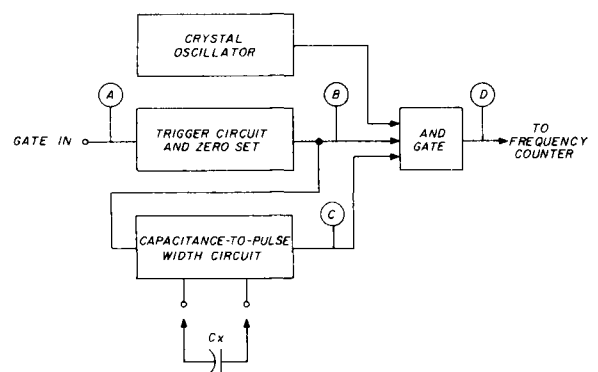 CRYSTAL
OSCILLATOR
A
B
D
GATE IN
TRIGGER CIRCUIT
AND ZERO SET
AND
GATE
TO
FREQUENCY
COUNTER
C
CAPACITANCE-TO-PULSE
WIDTH CIRCUIT
Cx